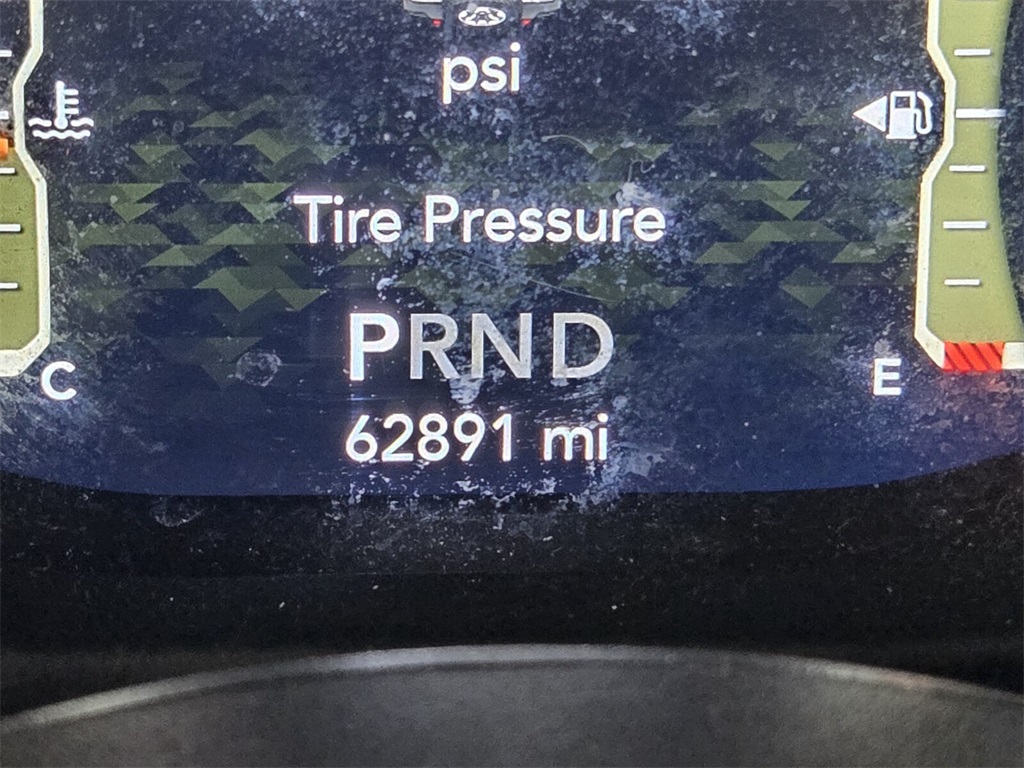 psi
Tire Pressure
PRND
C
E
62891 mi